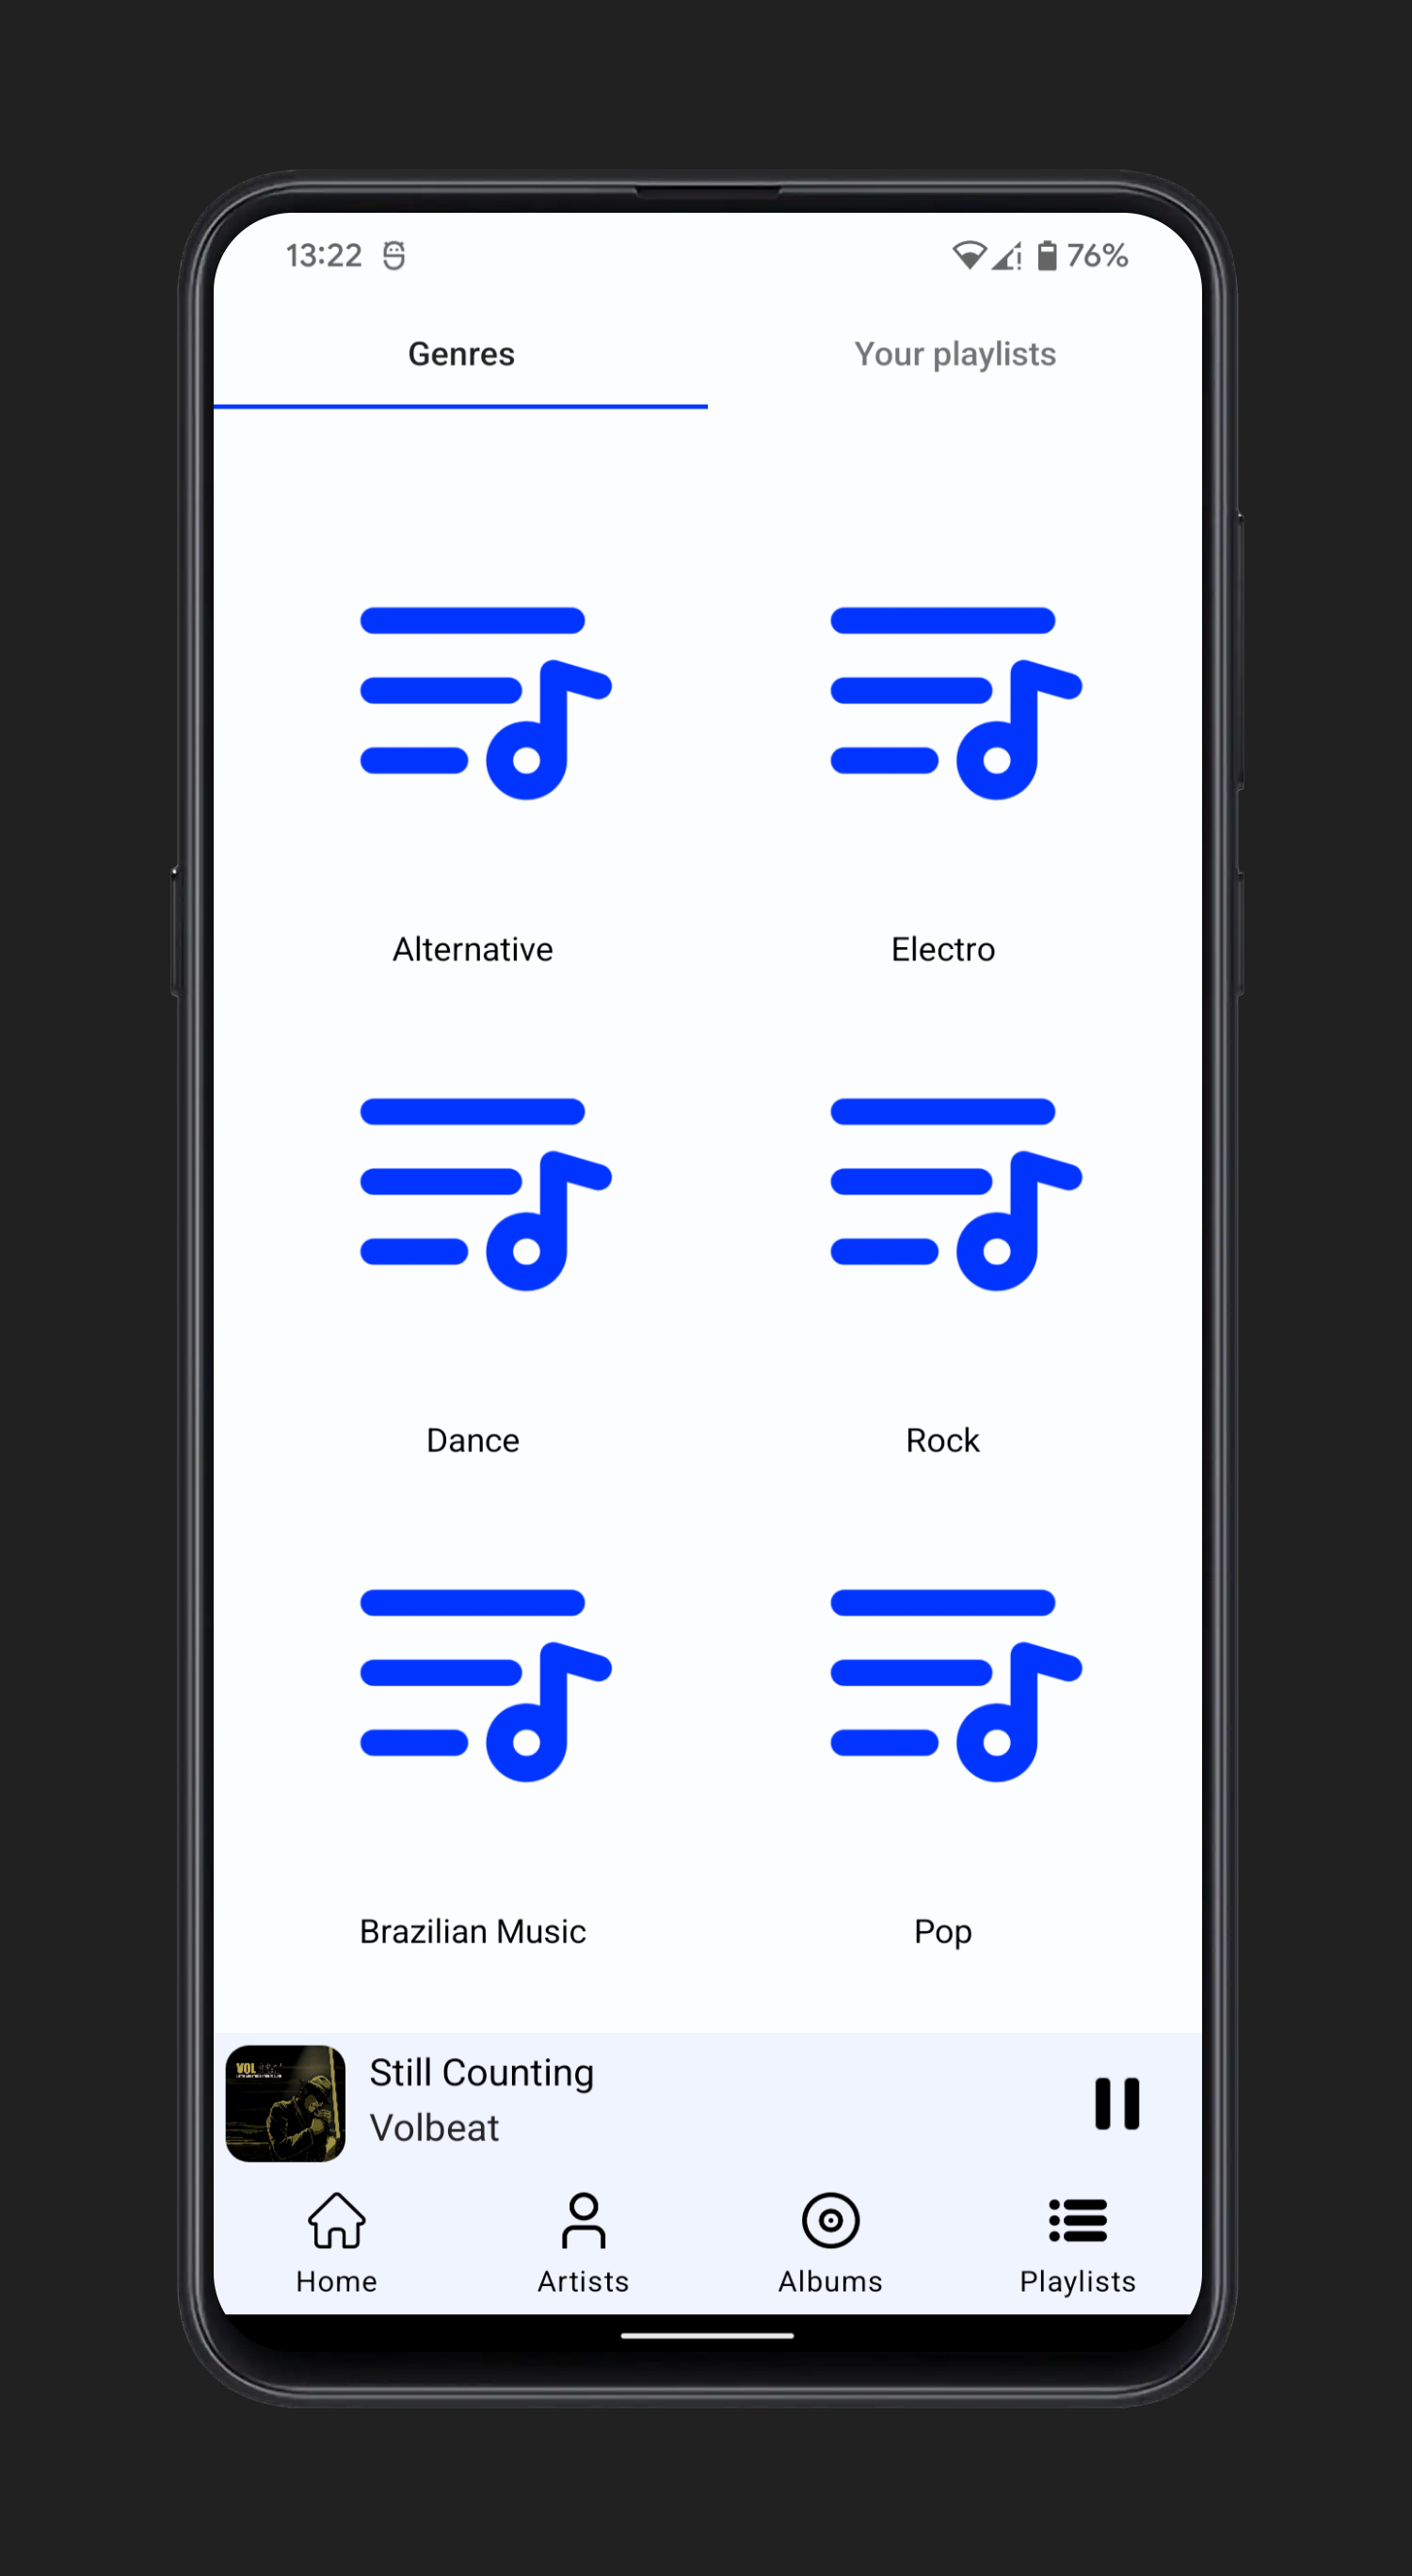 13:22 76%
Genres Your playlists
Alternative Electro
Dance Rock
Brazilian Music Pop
VOL
Still Counting
Volbeat
Home Artists Albums Playlists